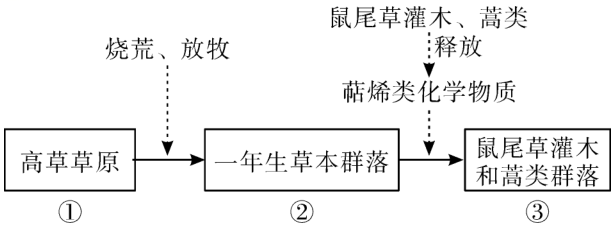 鼠尾草灌木、蒿类
释放
烧荒、放牧
萜烯类化学物质
高草草原
一年生草本群落
鼠尾草灌木
和蒿类群落
①
②
③